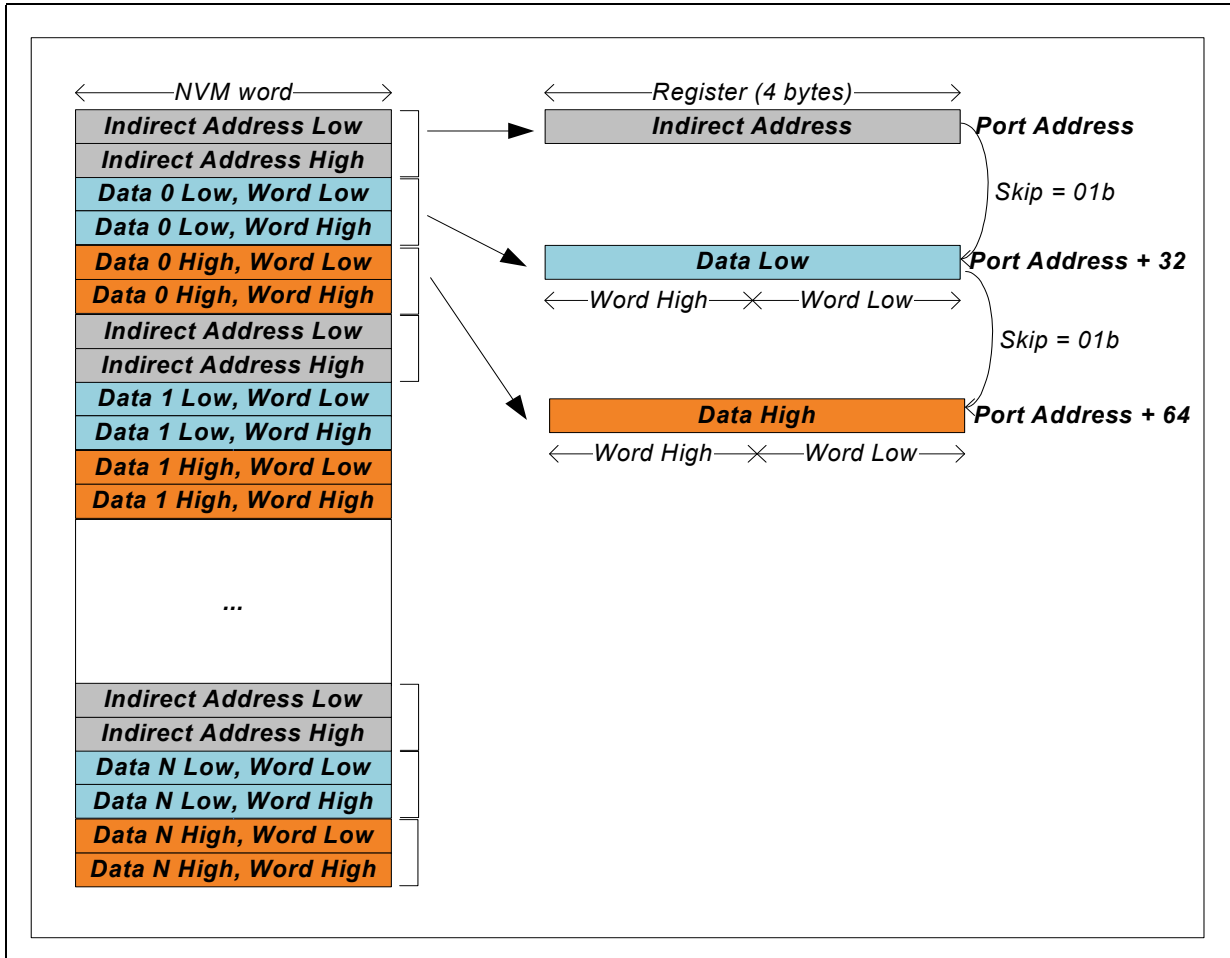 NVM word
Indirect Address Low
Indirect Address High
Data 0 Low, Word Low
Data 0 Low, Word High
Data 0 High, Word Low
Data 0 High, Word High
Indirect Address Low
Indirect Address High
Data 1 Low, Word Low
Data 1 Low, Word High
Data 1 High, Word Low
Data 1 High, Word High
...
Indirect Address Low
Indirect Address High
Data N Low, Word Low
Data N Low, Word High
Data N High, Word Low
Data N High, Word High
Register (4 bytes)
Indirect Address
Port Address
Skip = 01b
Data Low
Port Address + 32
Word High
Word Low
Skip = 01b
Data High
Port Address + 64
Word High
Word Low